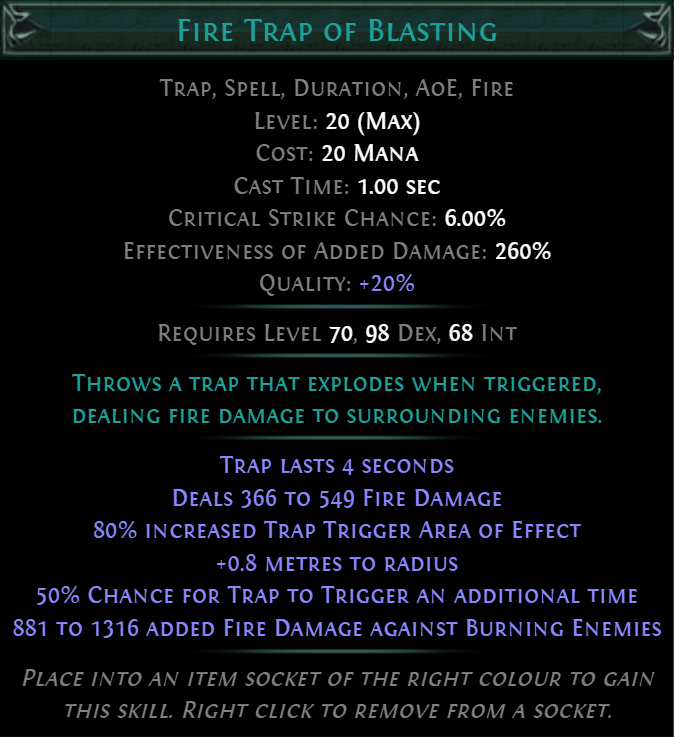 Fire Trap of Blasting
Trap, Spell, Duration, AoE, Fire
Level: 20 (Max)
Cost: 20 Mana
Cast Time: 1.00 sec
Critical Strike Chance: 6.00%
Effectiveness of Added Damage: 260%
Quality: +20%
Requires Level 70, 98 Dex, 68 Int
Throws a trap that explodes when triggered,
dealing fire damage to surrounding enemies.
Trap lasts 4 seconds
Deals 366 to 549 Fire Damage
80% increased Trap Trigger Area of Effect
+0.8 metres to radius
50% Chance for Trap to Trigger an additional time
881 to 1316 added Fire Damage against Burning Enemies
Place into an item socket of the right colour to gain
this skill. Right click to remove from a socket.